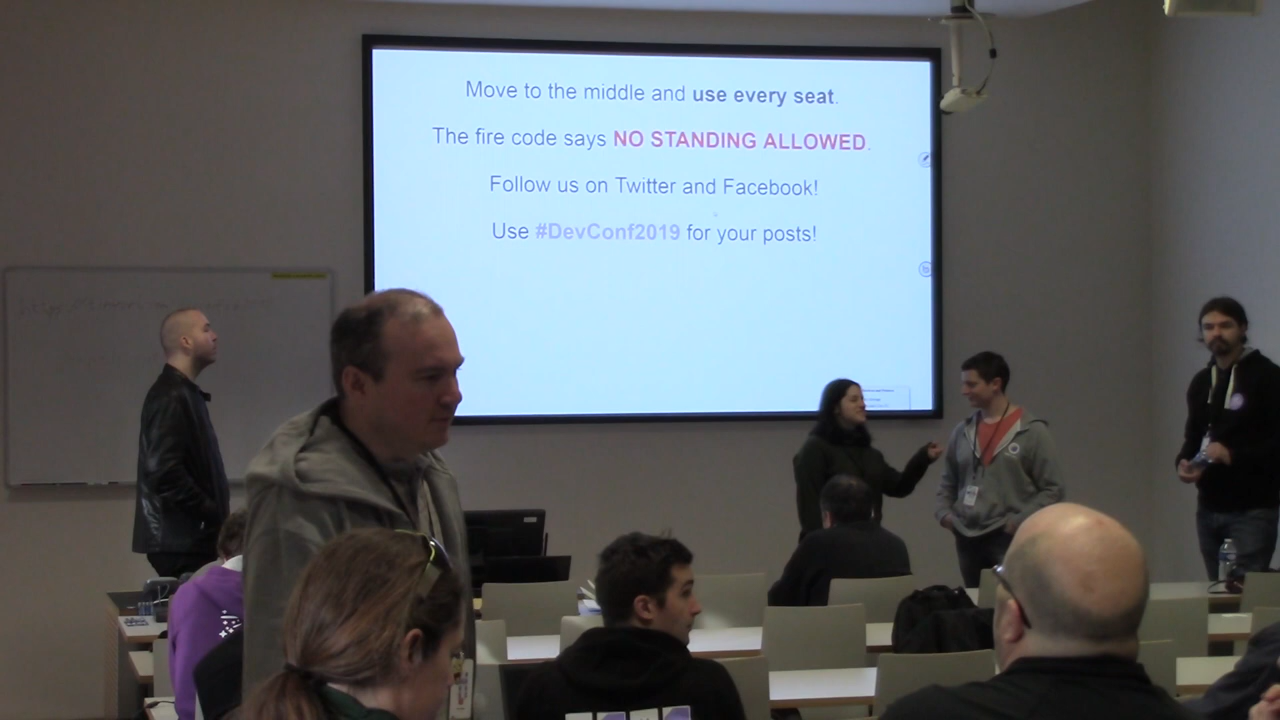 Move to the middle and use every seat.
The fire code says NO STANDING ALLOWED.
Follow us on Twitter and Facebook!
Use #DevConf2019 for your posts!